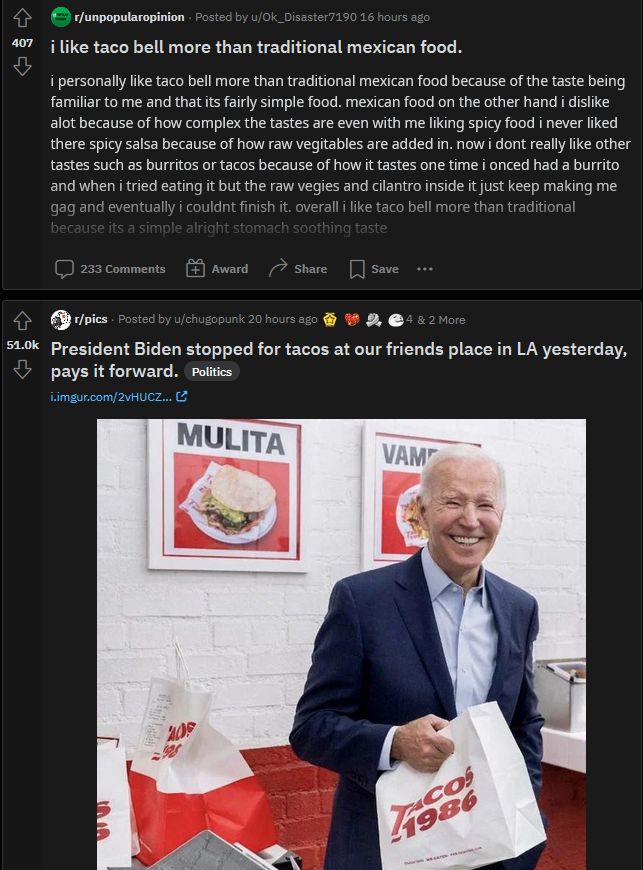 r/unpopularopinion · Posted by u/Ok_Disaster7190 16 hours ago
407
i like taco bell more than traditional mexican food.
i personally like taco bell more than traditional mexican food because of the taste being
familiar to me and that its fairly simple food. mexican food on the other hand i dislike
alot because of how complex the tastes are even with me liking spicy food i never liked
there spicy salsa because of how raw vegitables are added in. now i dont really like other
tastes such as burritos or tacos because of how it tastes one time i onced had a burrito
and when i tried eating it but the raw vegies and cilantro inside it just keep making me
gag and eventually i couldnt finish it. overall i like taco bell more than traditional
because its a simple alright stomach soothing taste
233 Comments Award Share Save ...
r/pics · Posted by u/chugopunk 20 hours ago 4 & 2 More
51.0k
President Biden stopped for tacos at our friends place in LA yesterday,
pays it forward. Politics
i.imgur.com/2vHUCZ...
MULITA
VAMP
TACOS
1986
TACOS
-1986